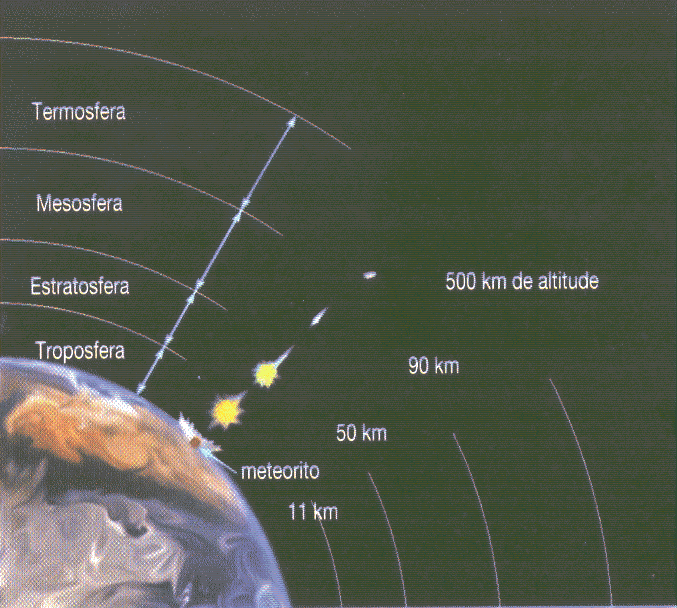 Termosfera
Mesosfera
Estratosfera
Troposfera
500 km de altitude
90 km
50 km
meteorito
11 km